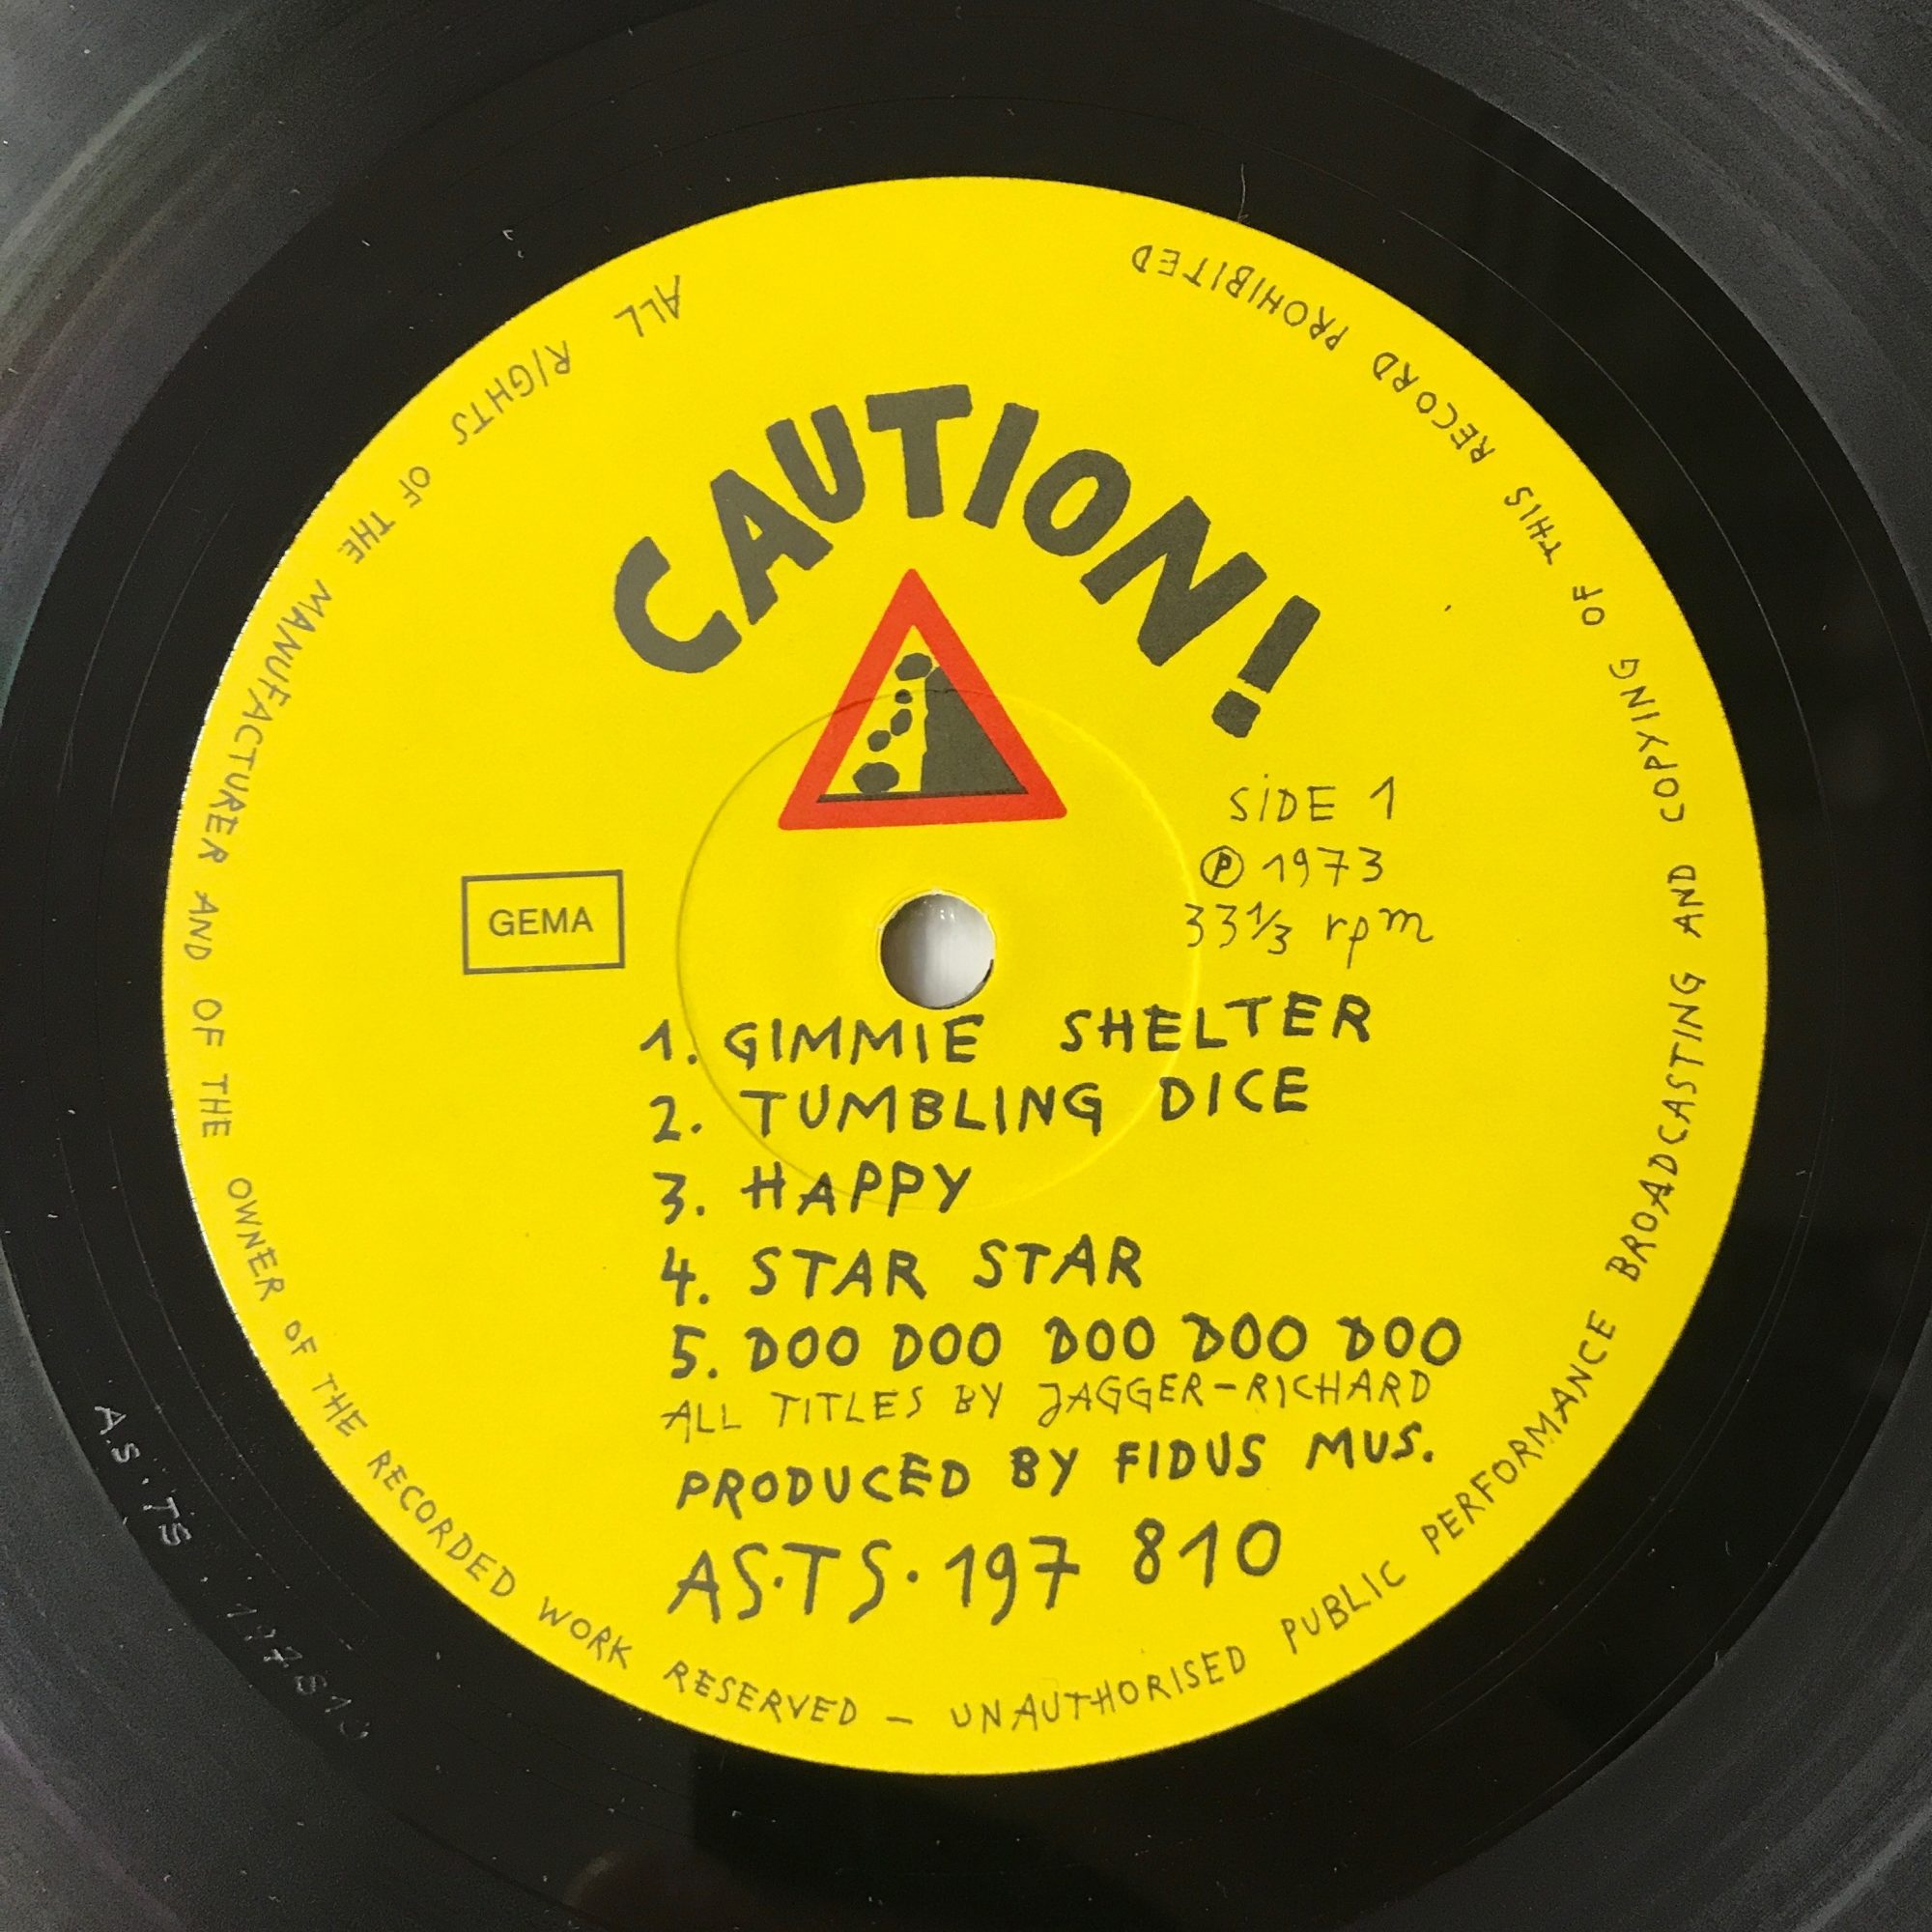 CAUTION!
SIDE 1
Ⓟ 1973
33 1/3 rpm
GEMA
1. GIMMIE SHELTER
2. TUMBLING DICE
3. HAPPY
4. STAR STAR
5. DOO DOO DOO DOO DOO
ALL TITLES BY JAGGER-RICHARD
PRODUCED BY FIDUS MUS.
AS·TS·197 810
ALL RIGHTS OF THE MANUFACTURER AND OF THE OWNER OF THE RECORDED WORK RESERVED – UNAUTHORISED PUBLIC PERFORMANCE BROADCASTING AND COPYING OF THIS RECORD PROHIBITED
A.S.TS. 197810